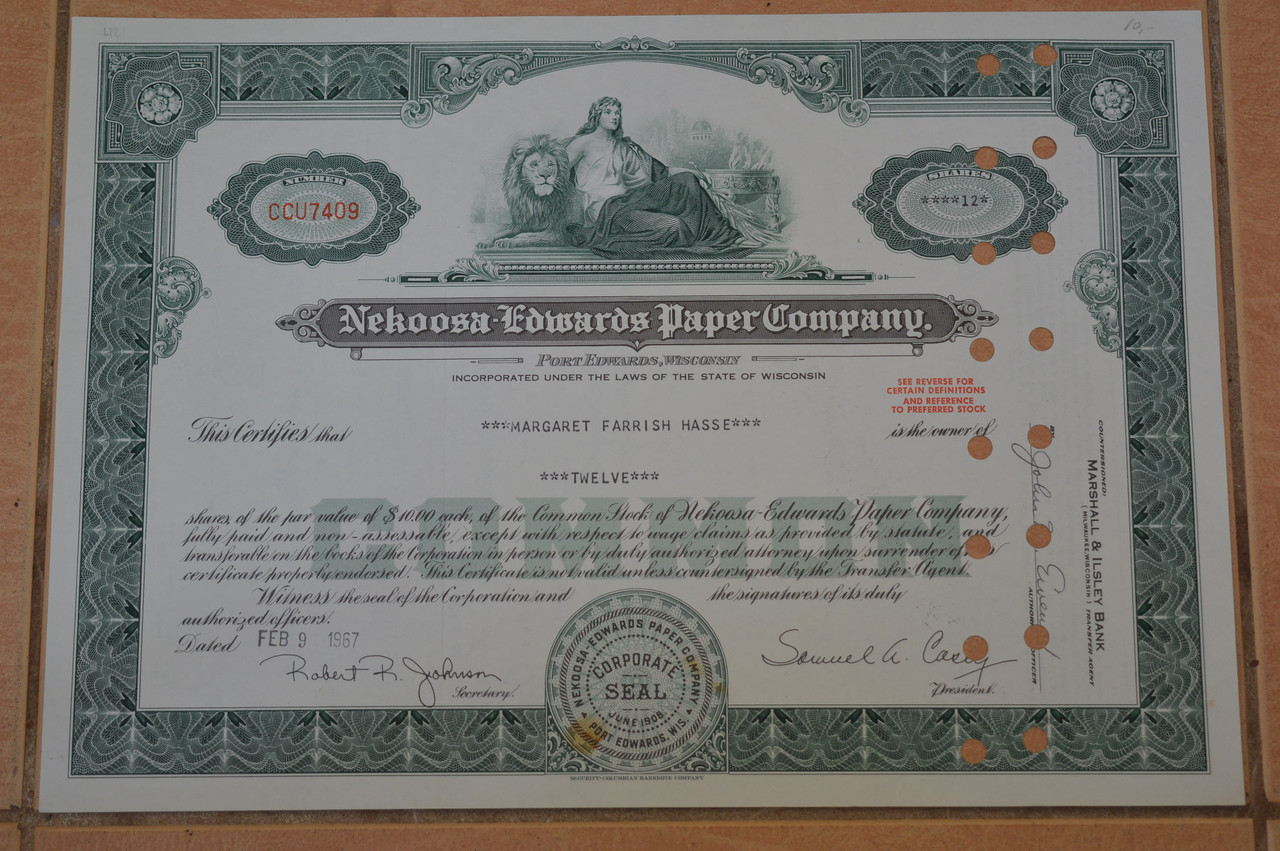 10,-
NUMBER
CCU7409
SHARES
****12*
Nekoosa-Edwards Paper Company.
PORT EDWARDS, WISCONSIN
INCORPORATED UNDER THE LAWS OF THE STATE OF WISCONSIN
SEE REVERSE FOR
CERTAIN DEFINITIONS
AND REFERENCE
TO PREFERRED STOCK
This Certifies that ***MARGARET FARRISH HASSE*** is the owner of
***TWELVE***
COMMON
shares, of the par value of $10.00 each, of the Common Stock of Nekoosa-Edwards Paper Company,
fully paid and non-assessable, except with respect to wage claims as provided by statute, and
transferable on the books of the Corporation in person or by duly authorized attorney upon surrender of
certificate properly endorsed. This Certificate is not valid unless countersigned by the Transfer Agent.
Witness the seal of the Corporation and the signatures of its duly
authorized officers.
Dated FEB 9 1967
Robert R. Johnson
Secretary.
Samuel A. Casey
President.
NEKOOSA-EDWARDS PAPER COMPANY
CORPORATE
SEAL
JUNE 1908
PORT EDWARDS, WIS.
SECURITY-COLUMBIAN BANKNOTE COMPANY
COUNTERSIGNED:
MARSHALL & ILSLEY BANK
(MILWAUKEE, WISCONSIN) TRANSFER AGENT
BY
John
OFFICER